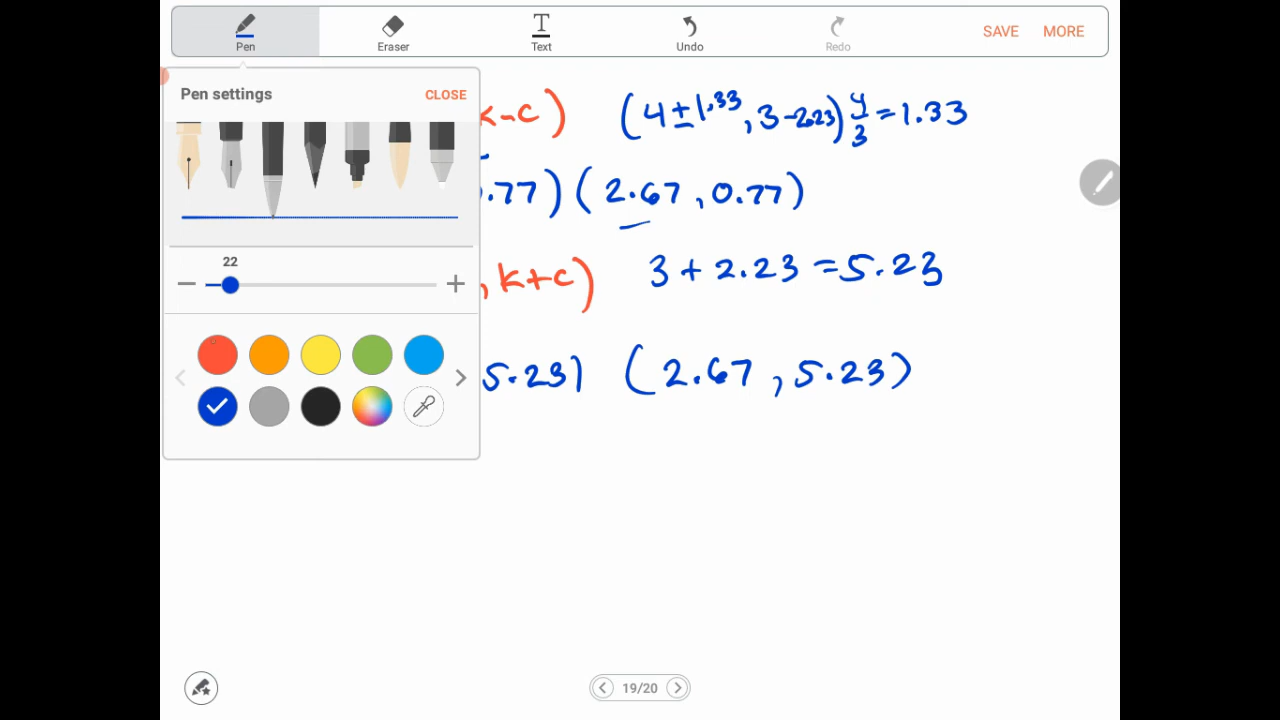 Pen Eraser Text Undo Redo SAVE MORE
Pen settings CLOSE
22
k-c) (4±1.33, 3-2.23) 4/3 = 1.33
.77) (2.67, 0.77)
, k+c) 3 + 2.23 = 5.23
5.23) (2.67, 5.23)
19/20